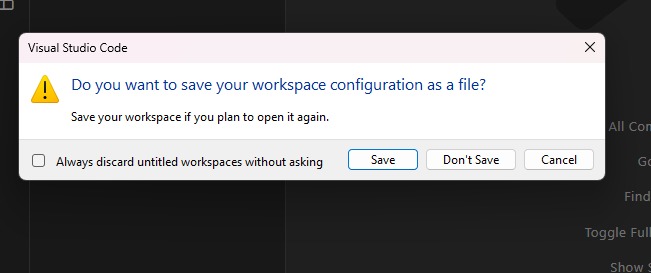 Visual Studio Code
Do you want to save your workspace configuration as a file?
Save your workspace if you plan to open it again.
Always discard untitled workspaces without asking
Save
Don't Save
Cancel
All Com
Go
Find
Toggle Full
Show S